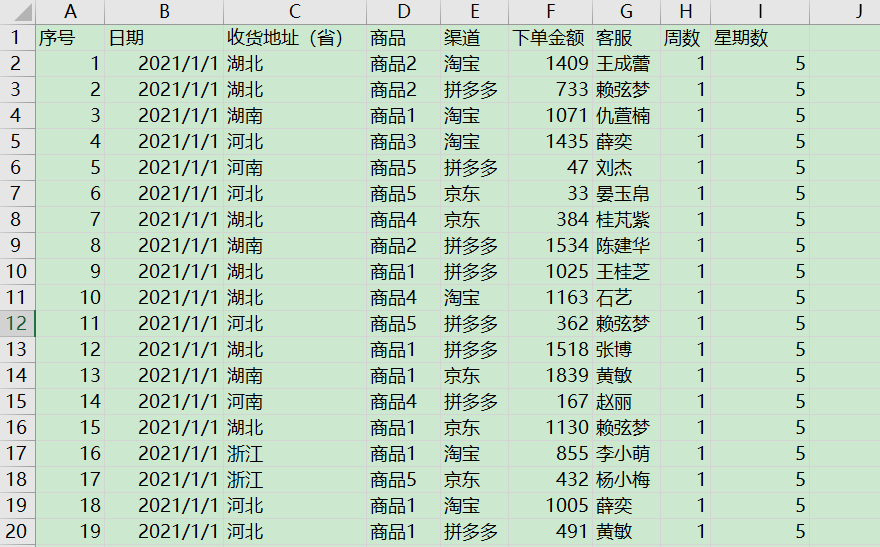 A B C D E F G H I J
1 序号 日期 收货地址（省） 商品 渠道 下单金额 客服 周数 星期数
2 1 2021/1/1 湖北 商品2 淘宝 1409 王成蕾 1 5
3 2 2021/1/1 湖北 商品2 拼多多 733 赖弦梦 1 5
4 3 2021/1/1 湖南 商品1 淘宝 1071 仇萱楠 1 5
5 4 2021/1/1 河北 商品3 淘宝 1435 薛奕 1 5
6 5 2021/1/1 河南 商品5 拼多多 47 刘杰 1 5
7 6 2021/1/1 河北 商品5 京东 33 晏玉帛 1 5
8 7 2021/1/1 湖北 商品4 京东 384 桂芃紫 1 5
9 8 2021/1/1 湖南 商品2 拼多多 1534 陈建华 1 5
10 9 2021/1/1 湖北 商品1 拼多多 1025 王桂芝 1 5
11 10 2021/1/1 湖北 商品4 淘宝 1163 石艺 1 5
12 11 2021/1/1 河北 商品5 拼多多 362 赖弦梦 1 5
13 12 2021/1/1 湖北 商品1 拼多多 1518 张博 1 5
14 13 2021/1/1 湖南 商品1 京东 1839 黄敏 1 5
15 14 2021/1/1 河南 商品4 拼多多 167 赵丽 1 5
16 15 2021/1/1 湖北 商品1 京东 1130 赖弦梦 1 5
17 16 2021/1/1 浙江 商品1 淘宝 855 李小萌 1 5
18 17 2021/1/1 浙江 商品5 京东 432 杨小梅 1 5
19 18 2021/1/1 河北 商品1 淘宝 1005 薛奕 1 5
20 19 2021/1/1 河北 商品1 拼多多 491 黄敏 1 5